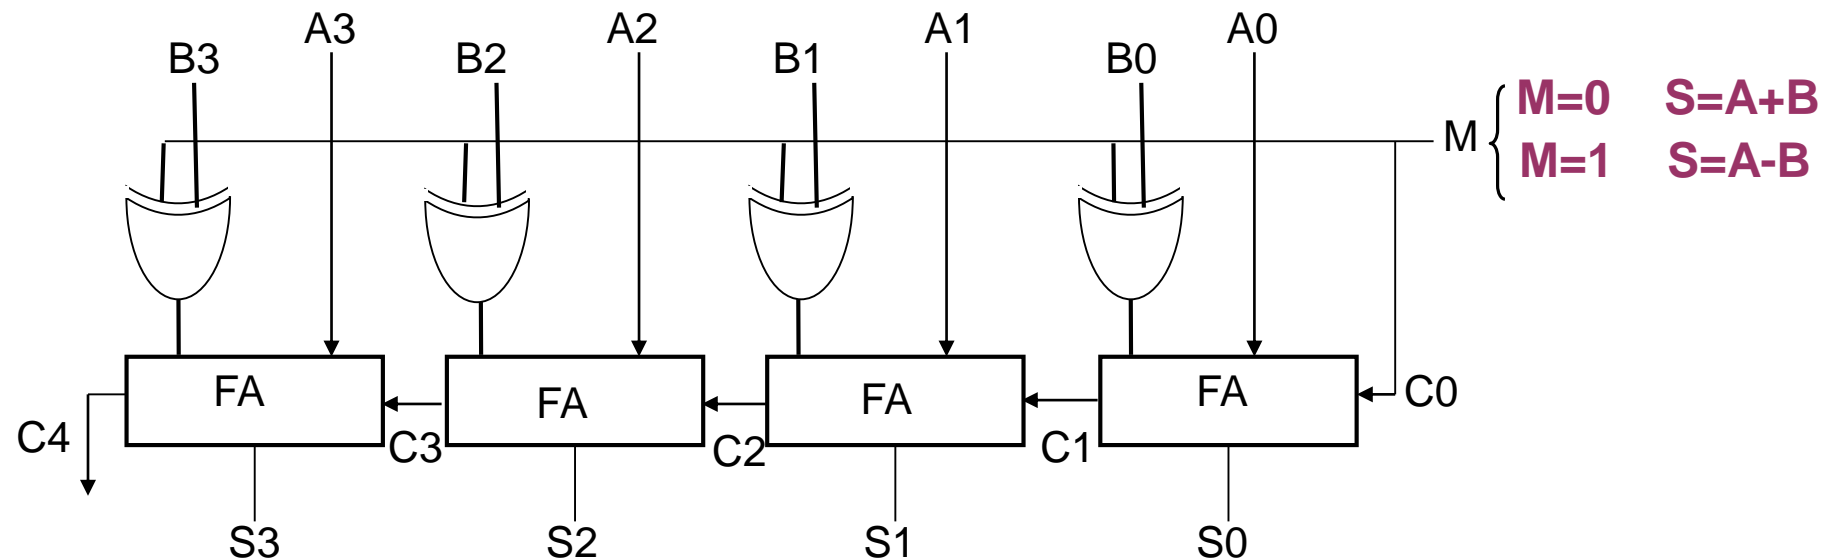 A3 A2 A1 A0
B3 B2 B1 B0
M=0 S=A+B
M
M=1 S=A-B
FA FA FA FA C0
C4 C3 C2 C1
S3 S2 S1 S0